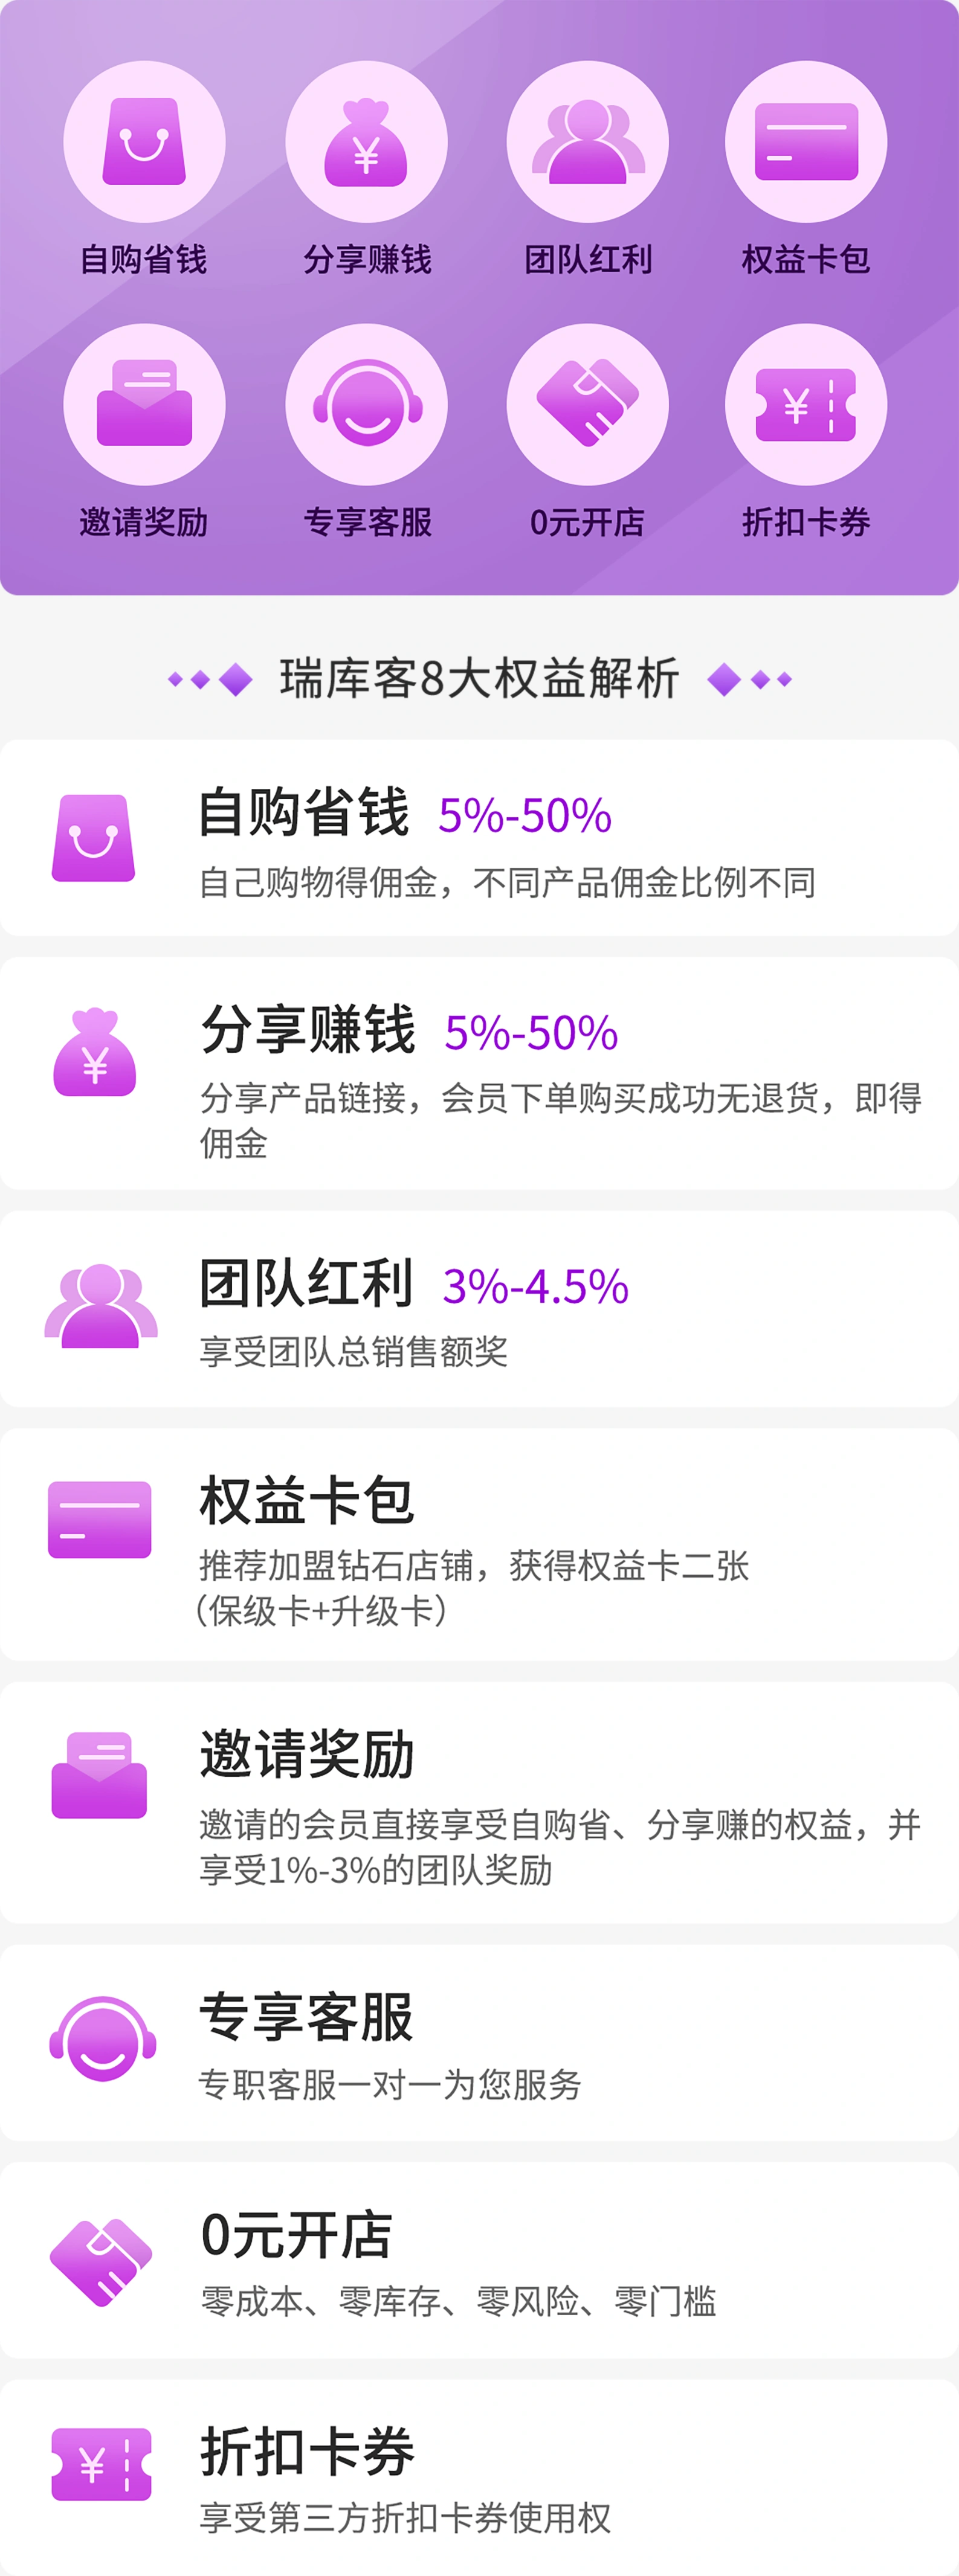 自购省钱 分享赚钱 团队红利 权益卡包
邀请奖励 专享客服 0元开店 折扣卡券
瑞库客8大权益解析
自购省钱 5%-50%
自己购物得佣金，不同产品佣金比例不同
¥
分享赚钱 5%-50%
分享产品链接，会员下单购买成功无退货，即得
佣金
团队红利 3%-4.5%
享受团队总销售额奖
权益卡包
推荐加盟钻石店铺，获得权益卡二张
（保级卡+升级卡）
邀请奖励
邀请的会员直接享受自购省、分享赚的权益，并
享受1%-3%的团队奖励
专享客服
专职客服一对一为您服务
0元开店
零成本、零库存、零风险、零门槛
¥
折扣卡券
享受第三方折扣卡券使用权